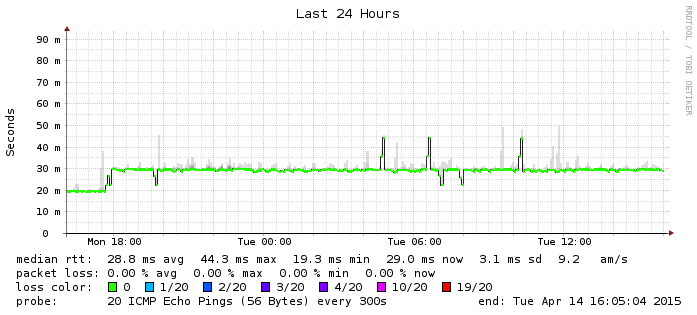 Last 24 Hours
RRDTOOL / TOBI OETIKER
Seconds
90 m
80 m
70 m
60 m
50 m
40 m
30 m
20 m
10 m
0
Mon 18:00 Tue 00:00 Tue 06:00 Tue 12:00
median rtt: 28.8 ms avg 44.3 ms max 19.3 ms min 29.0 ms now 3.1 ms sd 9.2 am/s
packet loss: 0.00 % avg 0.00 % max 0.00 % min 0.00 % now
loss color: 0 1/20 2/20 3/20 4/20 10/20 19/20
probe: 20 ICMP Echo Pings (56 Bytes) every 300s end: Tue Apr 14 16:05:04 2015